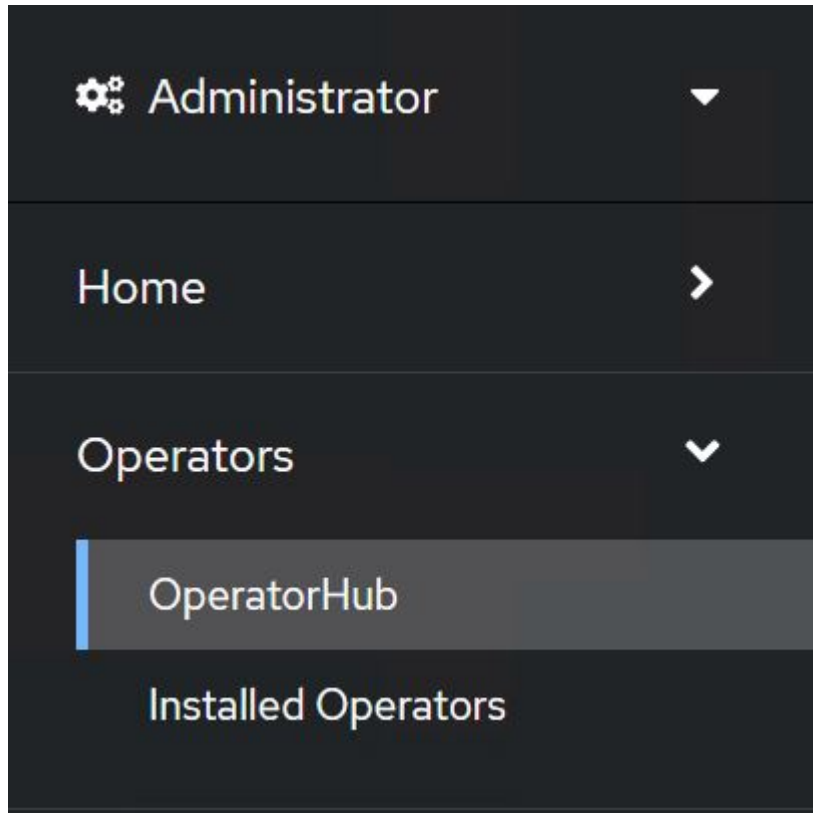 Administrator
Home
Operators
OperatorHub
Installed Operators